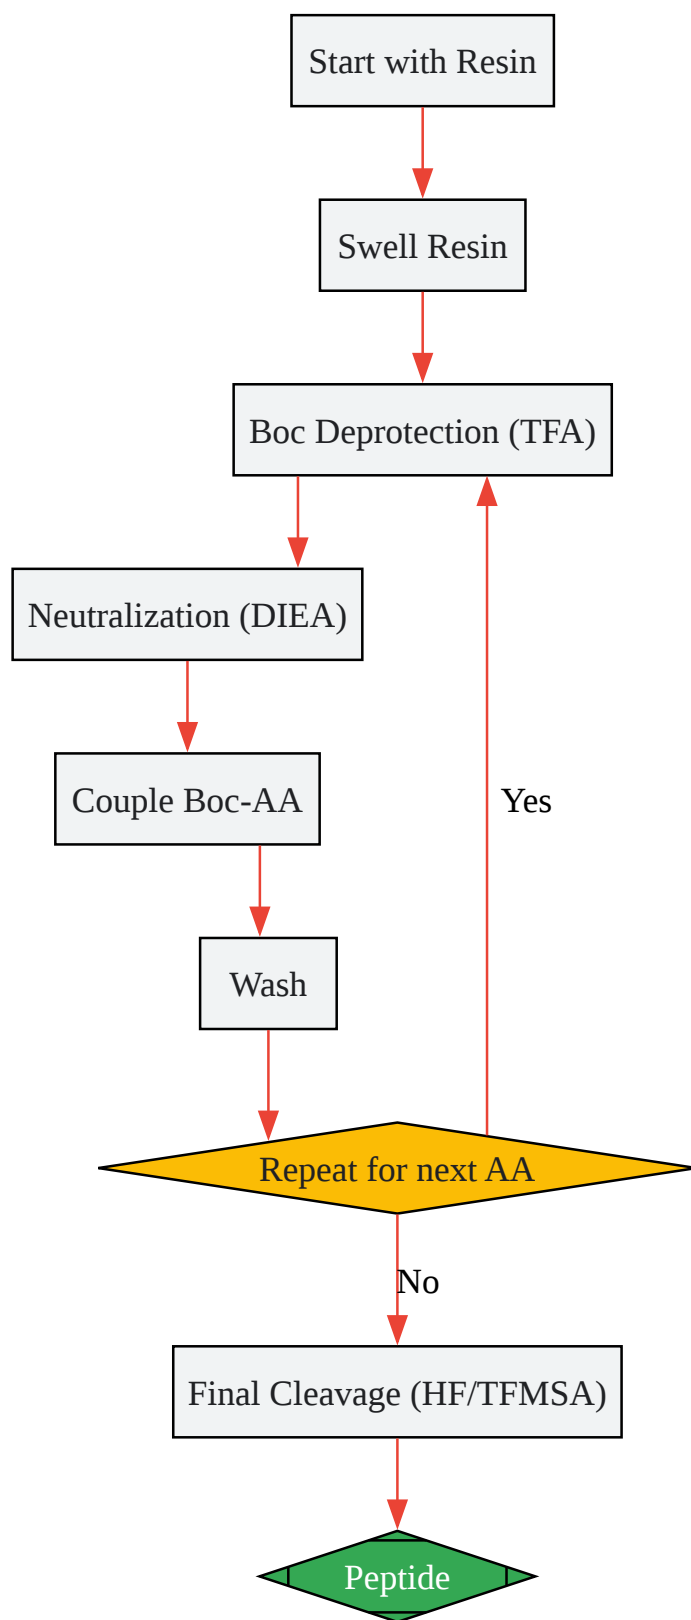 Start with Resin
Swell Resin
Boc Deprotection (TFA)
Neutralization (DIEA)
Couple Boc-AA
Yes
Wash
Repeat for next AA
No
Final Cleavage (HF/TFMSA)
Peptide